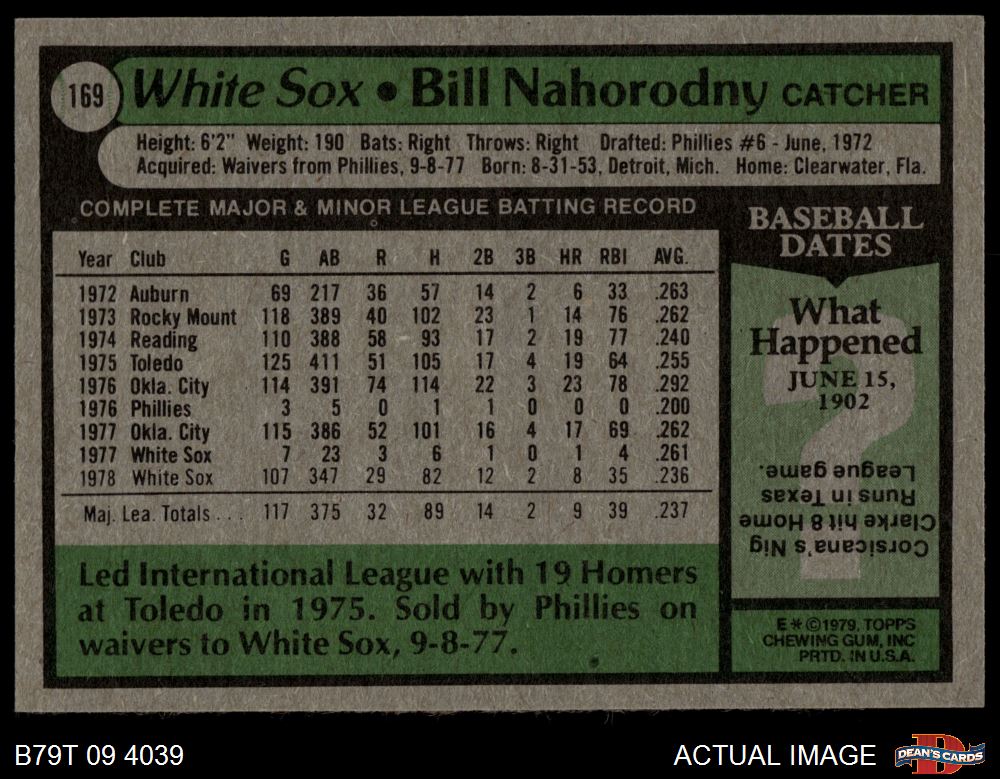 169
White Sox • Bill Nahorodny CATCHER
Height: 6'2" Weight: 190 Bats: Right Throws: Right Drafted: Phillies #6 - June, 1972
Acquired: Waivers from Phillies, 9-8-77 Born: 8-31-53, Detroit, Mich. Home: Clearwater, Fla.
COMPLETE MAJOR & MINOR LEAGUE BATTING RECORD
Year Club G AB R H 2B 3B HR RBI AVG.
1972 Auburn 69 217 36 57 14 2 6 33 .263
1973 Rocky Mount 118 389 40 102 23 1 14 76 .262
1974 Reading 110 388 58 93 17 2 19 77 .240
1975 Toledo 125 411 51 105 17 4 19 64 .255
1976 Okla. City 114 391 74 114 22 3 23 78 .292
1976 Phillies 3 5 0 1 1 0 0 0 .200
1977 Okla. City 115 386 52 101 16 4 17 69 .262
1977 White Sox 7 23 3 6 1 0 1 4 .261
1978 White Sox 107 347 29 82 12 2 8 35 .236
Maj. Lea. Totals . . . 117 375 32 89 14 2 9 39 .237
Led International League with 19 Homers
at Toledo in 1975. Sold by Phillies on
waivers to White Sox, 9-8-77.
BASEBALL
DATES
What
Happened
JUNE 15,
1902
Corsicana's Nig
Clarke hit 8 Home
Runs in Texas
League game.
E * © 1979, TOPPS
CHEWING GUM, INC
PRTD. IN U.S.A.
B79T 09 4039
ACTUAL IMAGE
D
DEAN'S CARDS